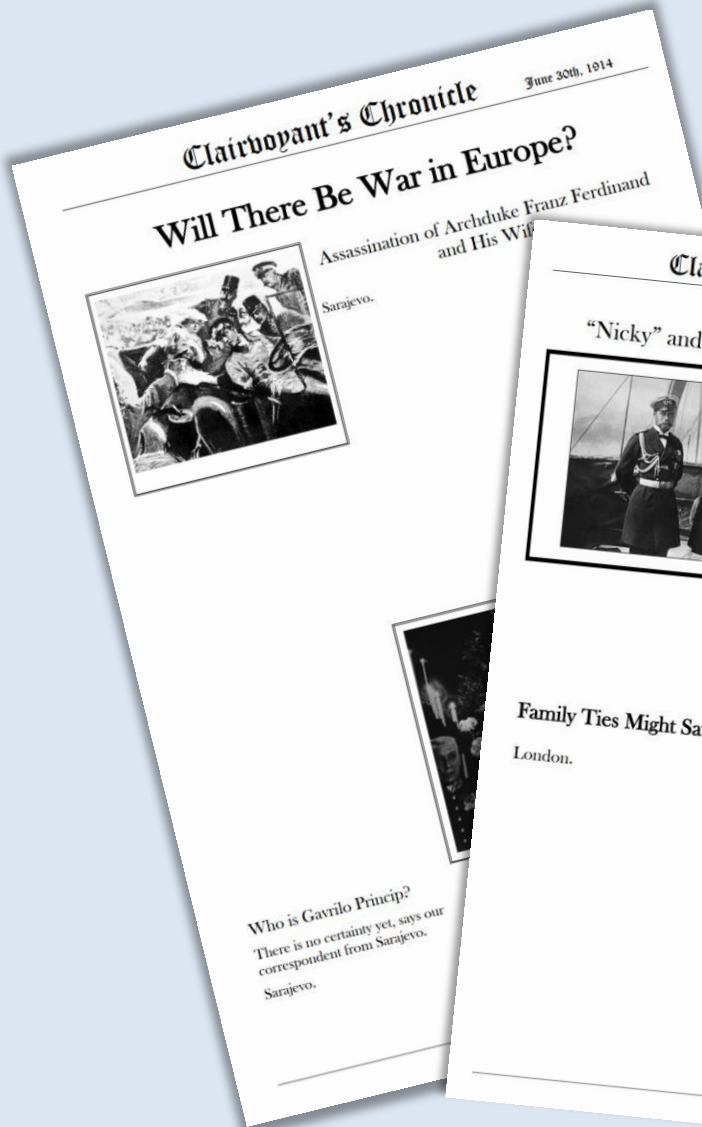 Clairvoyant's Chronicle
June 30th, 1914
Will There Be War in Europe?
Assassination of Archduke Franz Ferdinand
and His Wif
Sarajevo.
Who is Gavrilo Princip?
There is no certainty yet, says our
correspondent from Sarajevo.
Sarajevo.
Cla
"Nicky" and
Family Ties Might Sa
London.